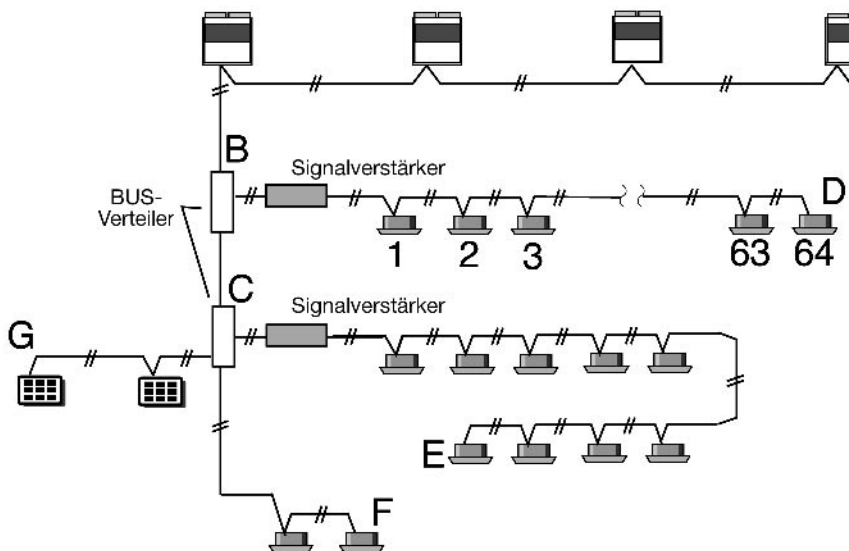 B
Signalverstärker
BUS-
Verteiler
D
1 2 3 63 64
C
Signalverstärker
G
E
F